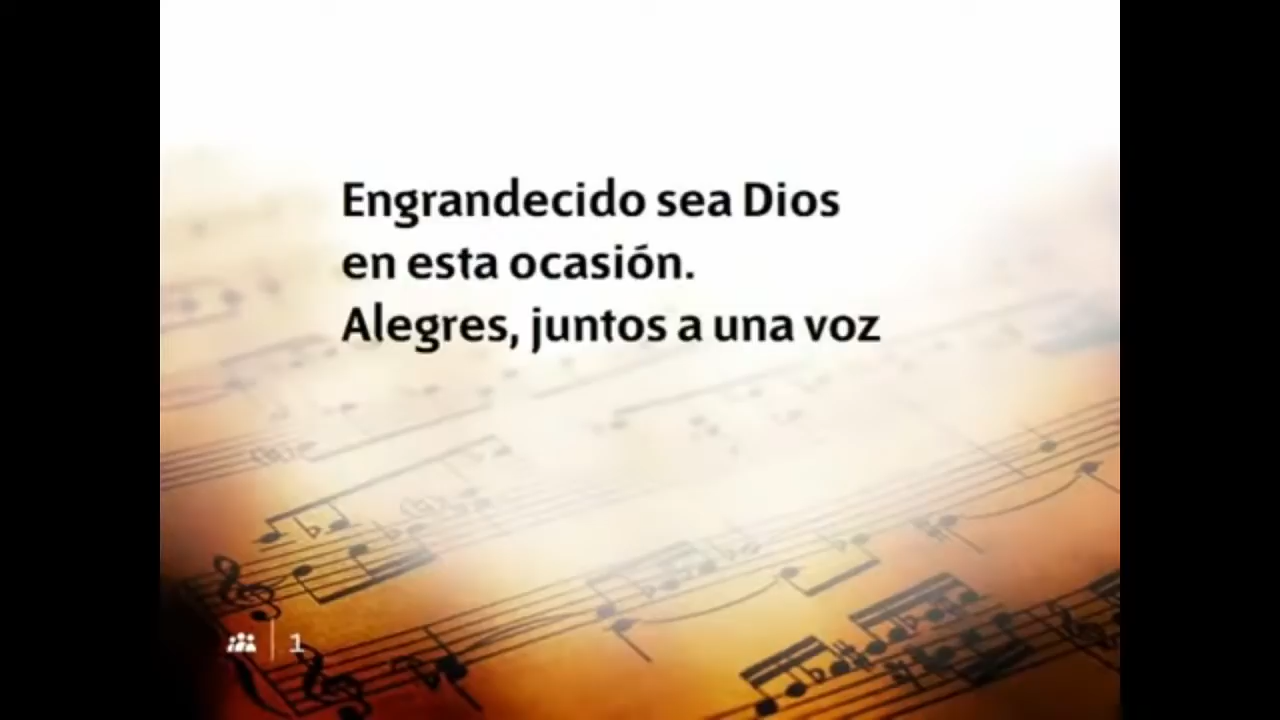 Engrandecido sea Dios
en esta ocasión.
Alegres, juntos a una voz
1